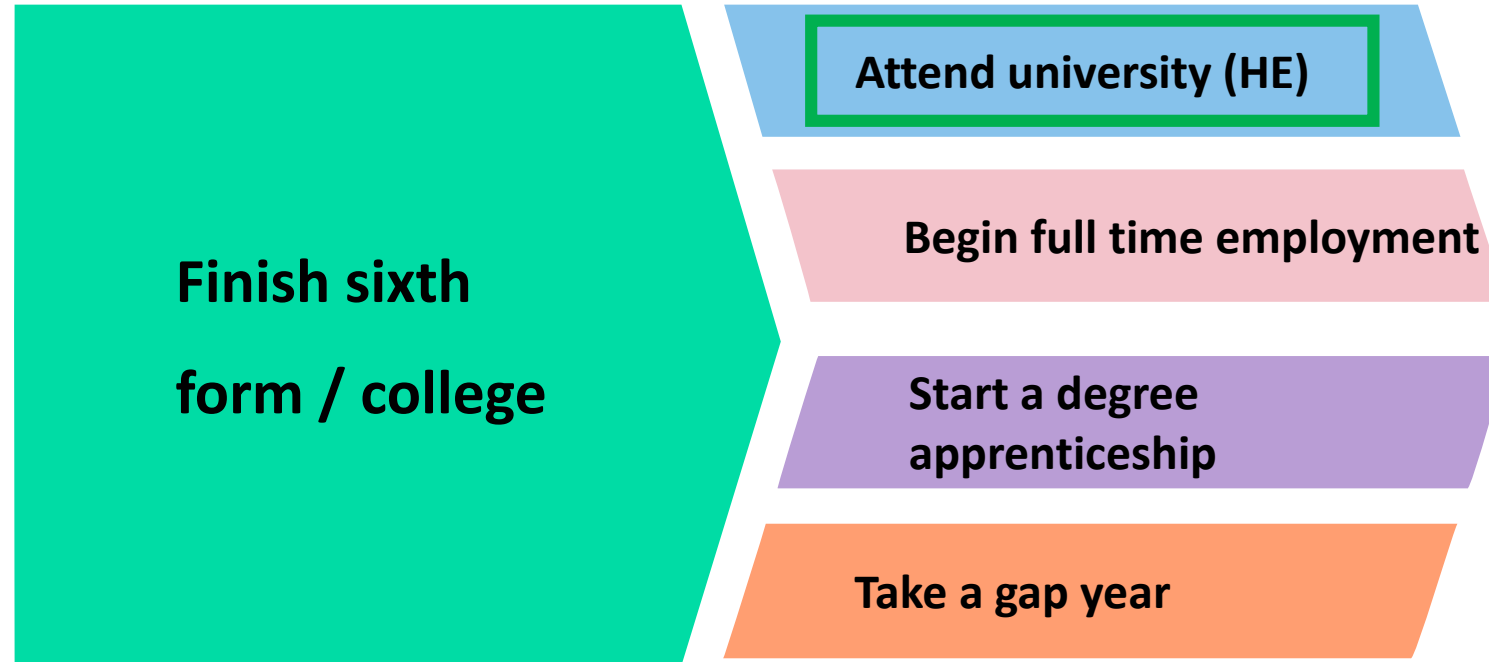 Finish sixth
form / college
Attend university (HE)
Begin full time employment
Start a degree
apprenticeship
Take a gap year